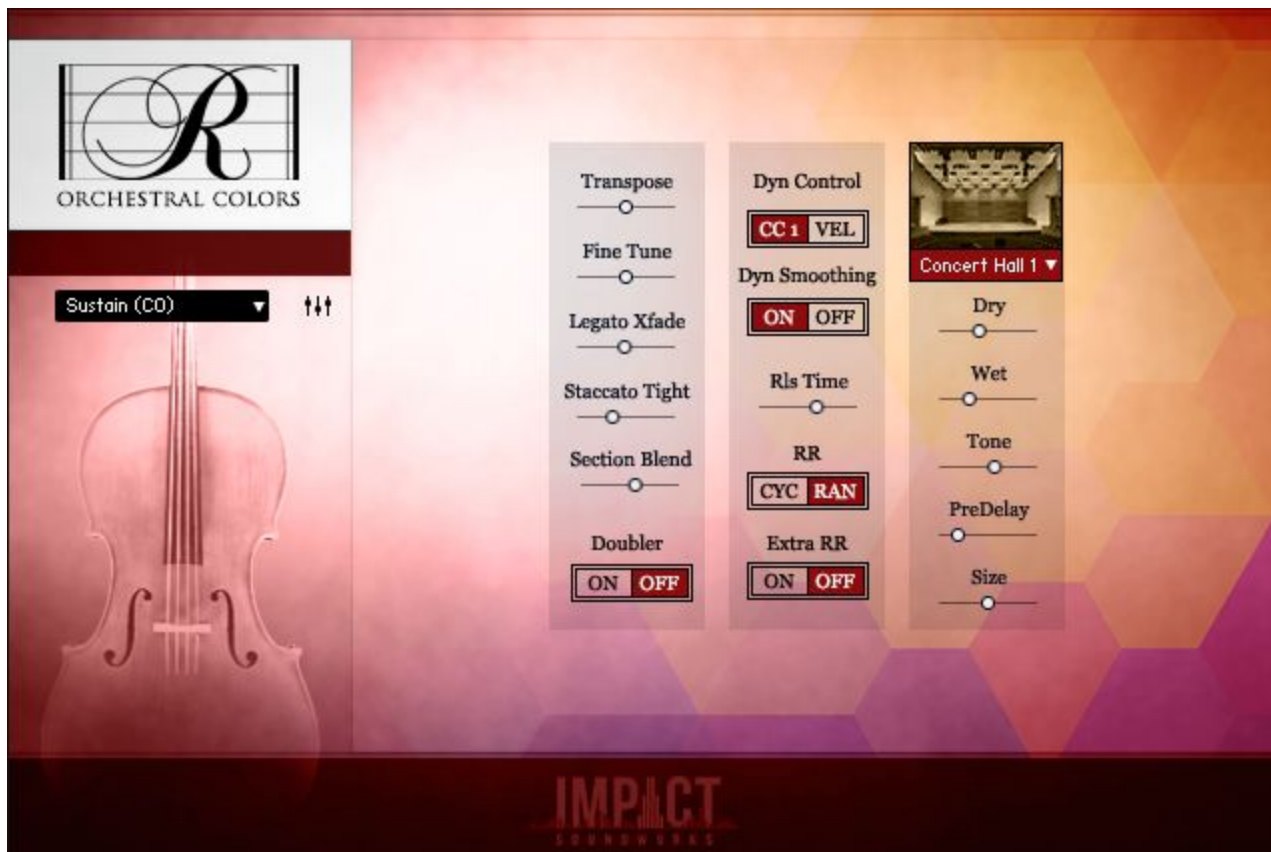 R
ORCHESTRAL COLORS
Sustain (C0)
Transpose
Fine Tune
Legato Xfade
Staccato Tight
Section Blend
Doubler
ON OFF
Dyn Control
CC 1 VEL
Dyn Smoothing
ON OFF
Rls Time
RR
CYC RAN
Extra RR
ON OFF
Concert Hall 1
Dry
Wet
Tone
PreDelay
Size
IMPACT
SOUNDWORKS